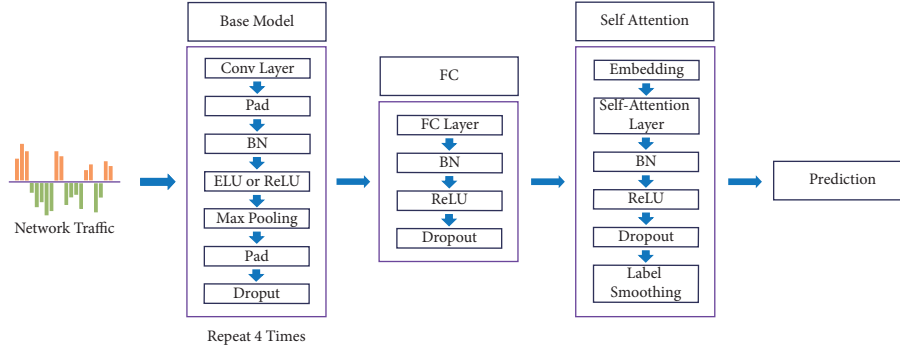 Network Traffic
Base Model
Conv Layer
Pad
BN
ELU or ReLU
Max Pooling
Pad
Droput
Repeat 4 Times
FC
FC Layer
BN
ReLU
Dropout
Self Attention
Embedding
Self-Attention
Layer
BN
ReLU
Dropout
Label
Smoothing
Prediction